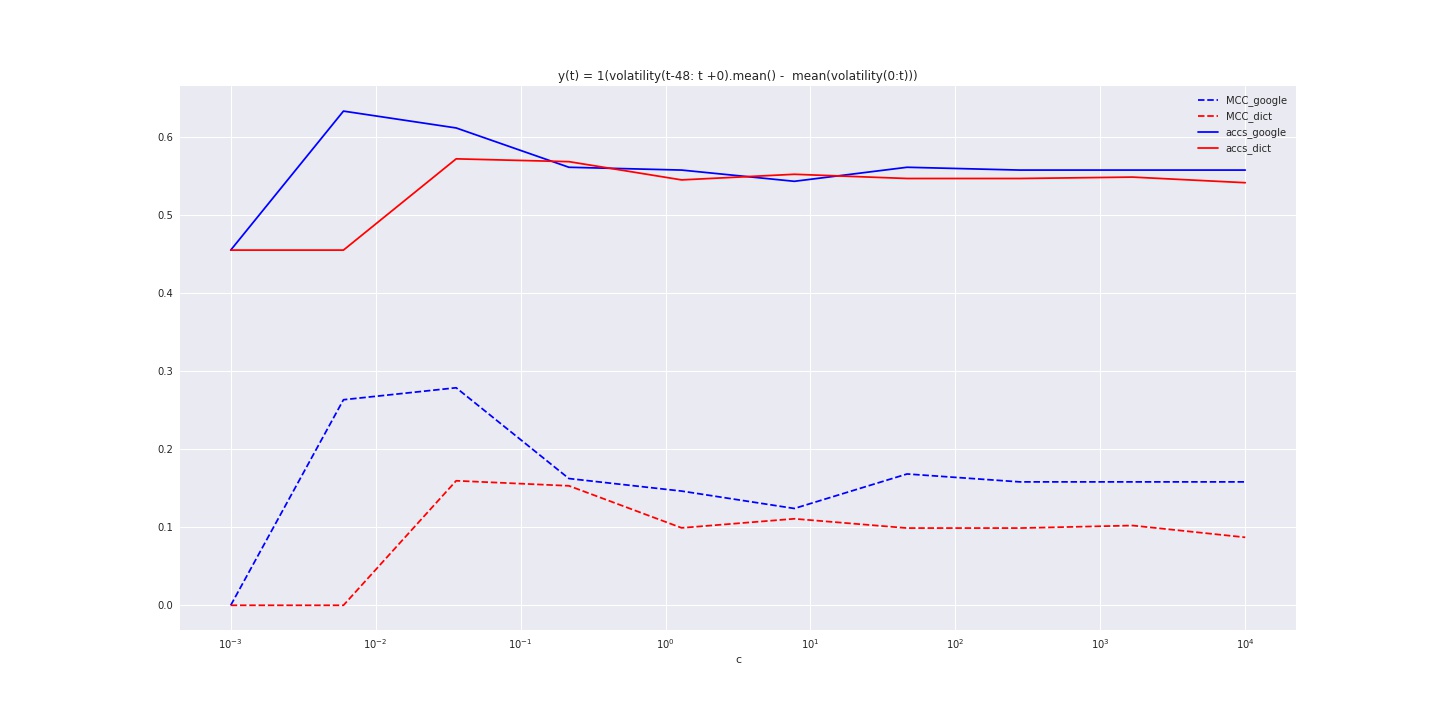 y(t) = 1(volatility(t-48: t +0).mean() -  mean(volatility(0:t)))
MCC_google
MCC_dict
accs_google
accs_dict
0.6
0.5
0.4
0.3
0.2
0.1
0.0
10⁻³ 10⁻² 10⁻¹ 10⁰ 10¹ 10² 10³ 10⁴
c